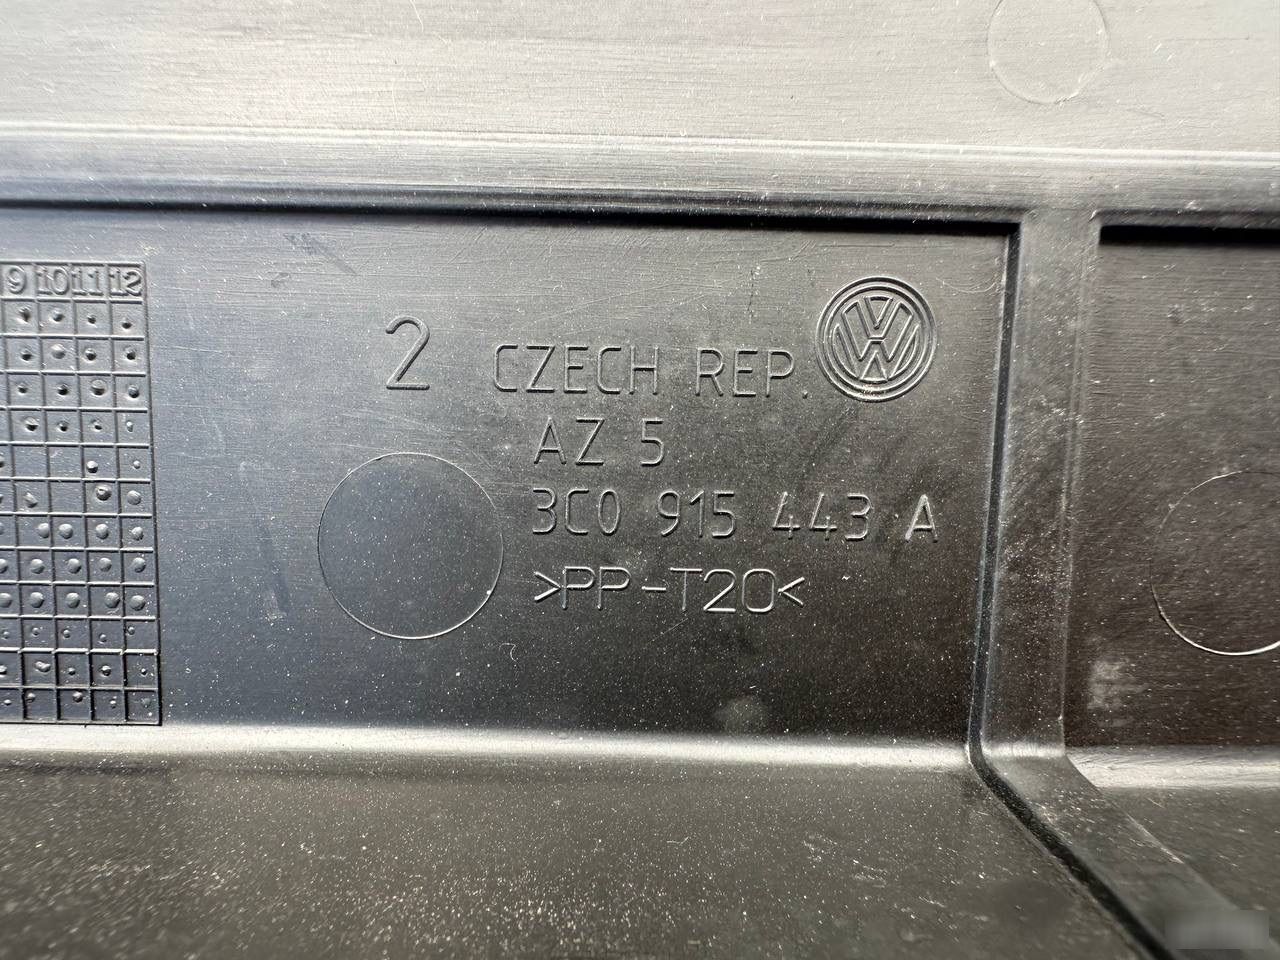 9 10 11 12
2 CZECH REP.
AZ 5
3C0 915 443 A
>PP-T20<